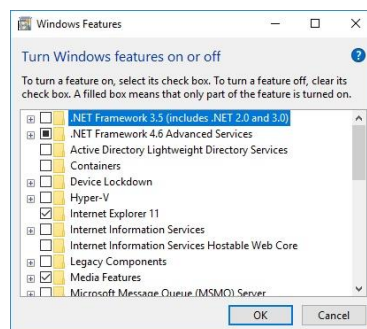 Windows Features
Turn Windows features on or off
To turn a feature on, select its check box. To turn a feature off, clear its
check box. A filled box means that only part of the feature is turned on.
.NET Framework 3.5 (includes .NET 2.0 and 3.0)
.NET Framework 4.6 Advanced Services
Active Directory Lightweight Directory Services
Containers
Device Lockdown
Hyper-V
Internet Explorer 11
Internet Information Services
Internet Information Services Hostable Web Core
Legacy Components
Media Features
Microsoft Message Queue (MSMQ) Server
OK Cancel